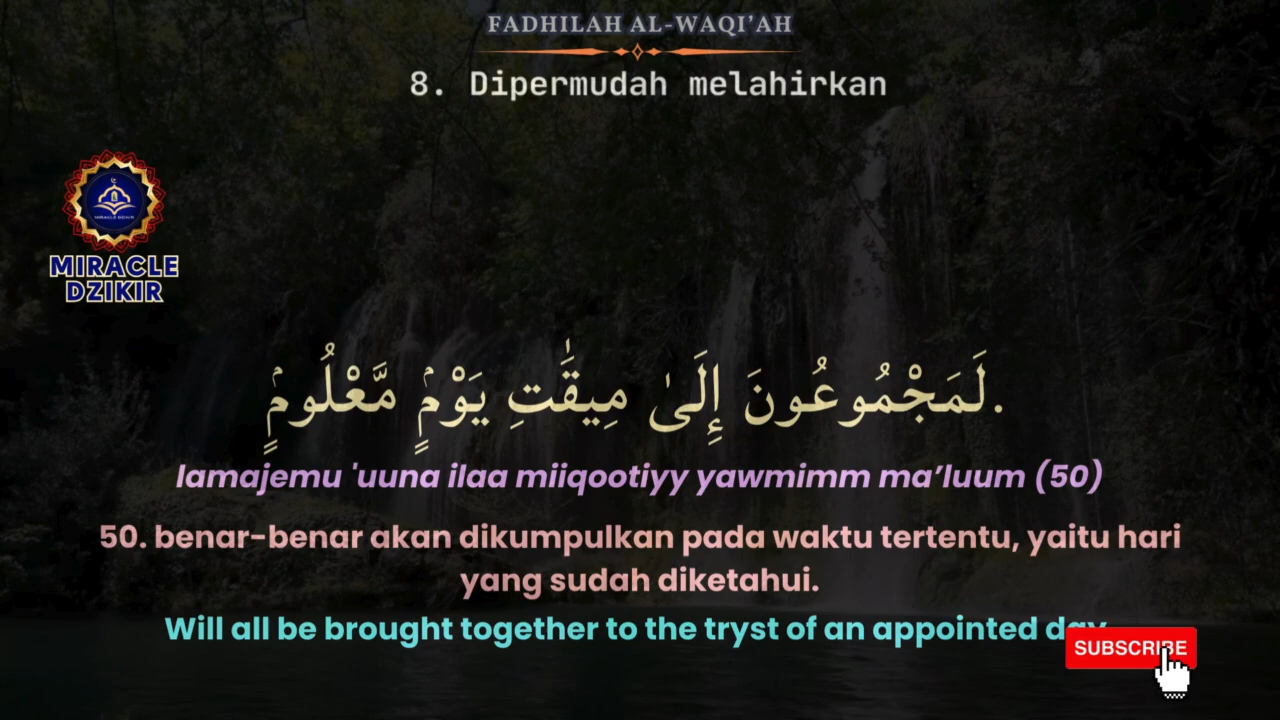 FADHILAH AL-WAQI'AH
8. Dipermudah melahirkan
MIRACLE
DZIKIR
لَمَجْمُوعُونَ إِلَىٰ مِيقَٰتِ يَوْمٍۢ مَّعْلُومٍۢ.
lamajemu 'uuna ilaa miiqootiyy yawmimm ma’luum (50)
50. benar-benar akan dikumpulkan pada waktu tertentu, yaitu hari
yang sudah diketahui.
Will all be brought together to the tryst of an appointed day
SUBSCRIBE